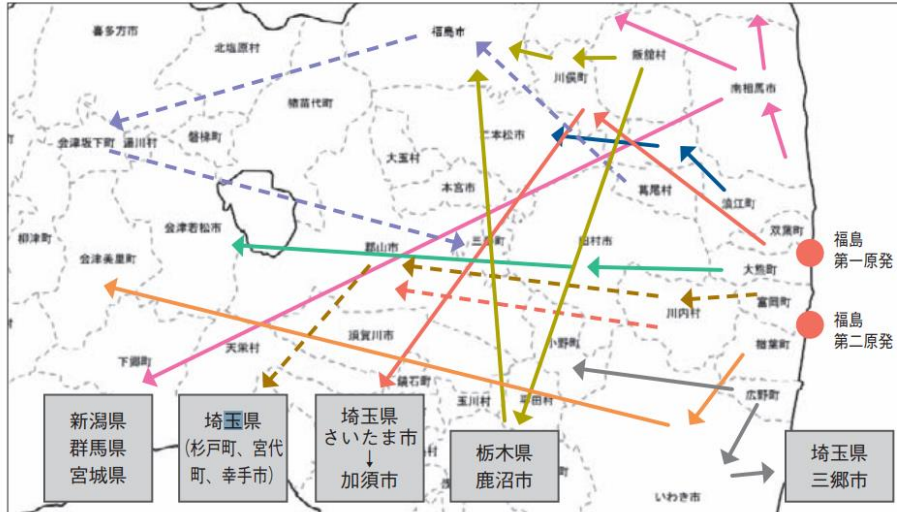 喜多方市
北塩原村
福島市
飯舘村
川俣町
南相馬市
猪苗代町
会津坂下町
湯川村
磐梯町
二本松市
大玉村
本宮市
葛尾村
浪江町
双葉町
福島
第一原発
柳津町
会津若松市
会津美里町
郡山市
三春町
田村市
大熊町
富岡町
川内村
福島
第二原発
楢葉町
下郷町
天栄村
須賀川市
鏡石町
小野町
玉川村
平田村
広野町
いわき市
新潟県
群馬県
宮城県
埼玉県
(杉戸町、宮代
町、幸手市)
埼玉県
さいたま市
↓
加須市
栃木県
鹿沼市
埼玉県
三郷市